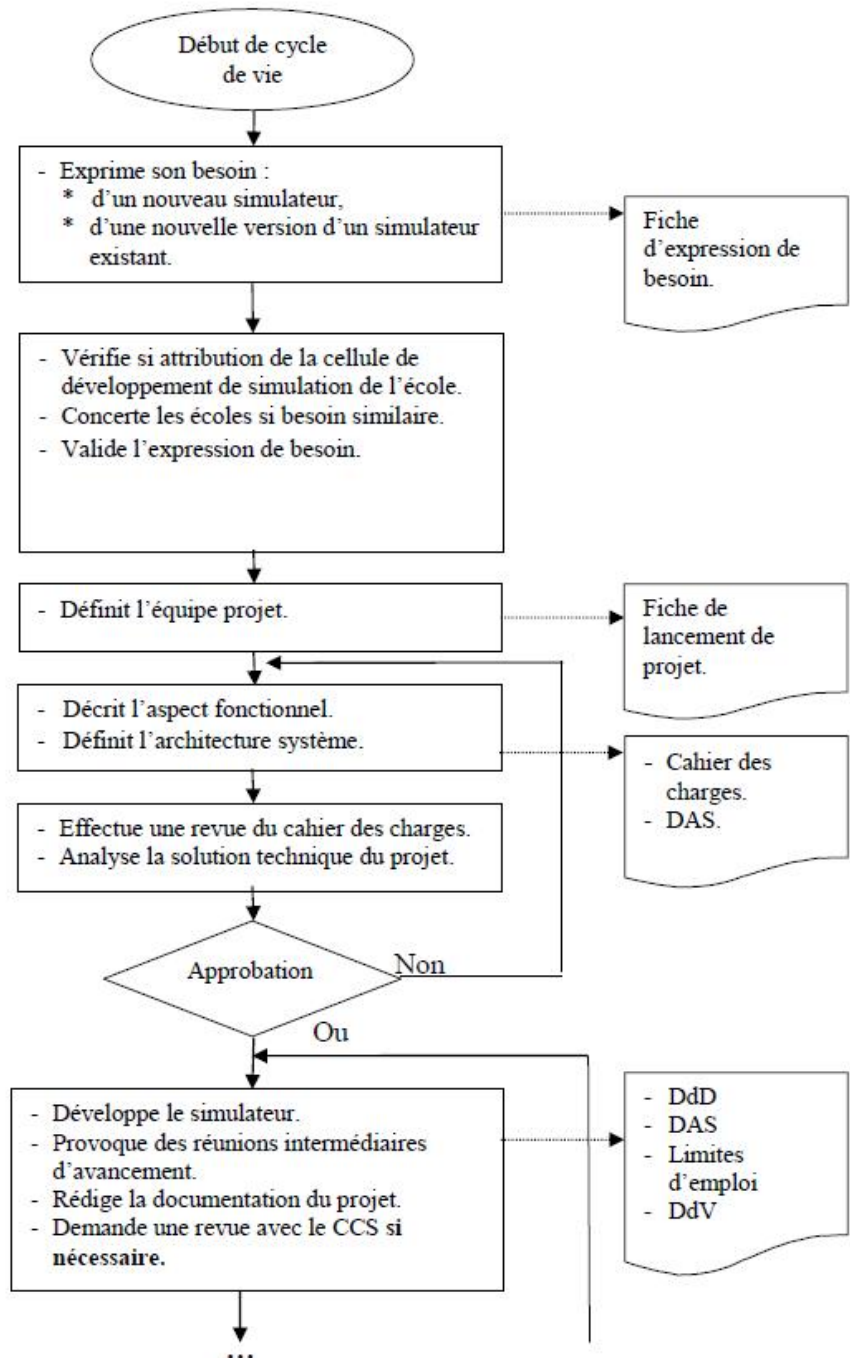 Début de cycle
de vie
- Exprime son besoin :
* d'un nouveau simulateur,
* d'une nouvelle version d'un simulateur
existant.
Fiche
d'expression de
besoin.
- Vérifie si attribution de la cellule de
développement de simulation de l'école.
- Concerte les écoles si besoin similaire.
- Valide l'expression de besoin.
- Définit l'équipe projet.
Fiche de
lancement de
projet.
- Décrit l'aspect fonctionnel.
- Définit l'architecture système.
- Cahier des
charges.
- DAS.
- Effectue une revue du cahier des charges.
- Analyse la solution technique du projet.
Approbation
Non
Ou
- Développe le simulateur.
- Provoque des réunions intermédiaires
d'avancement.
- Rédige la documentation du projet.
- Demande une revue avec le CCS si
nécessaire.
- DdD
- DAS
- Limites
d'emploi
- DdV
...